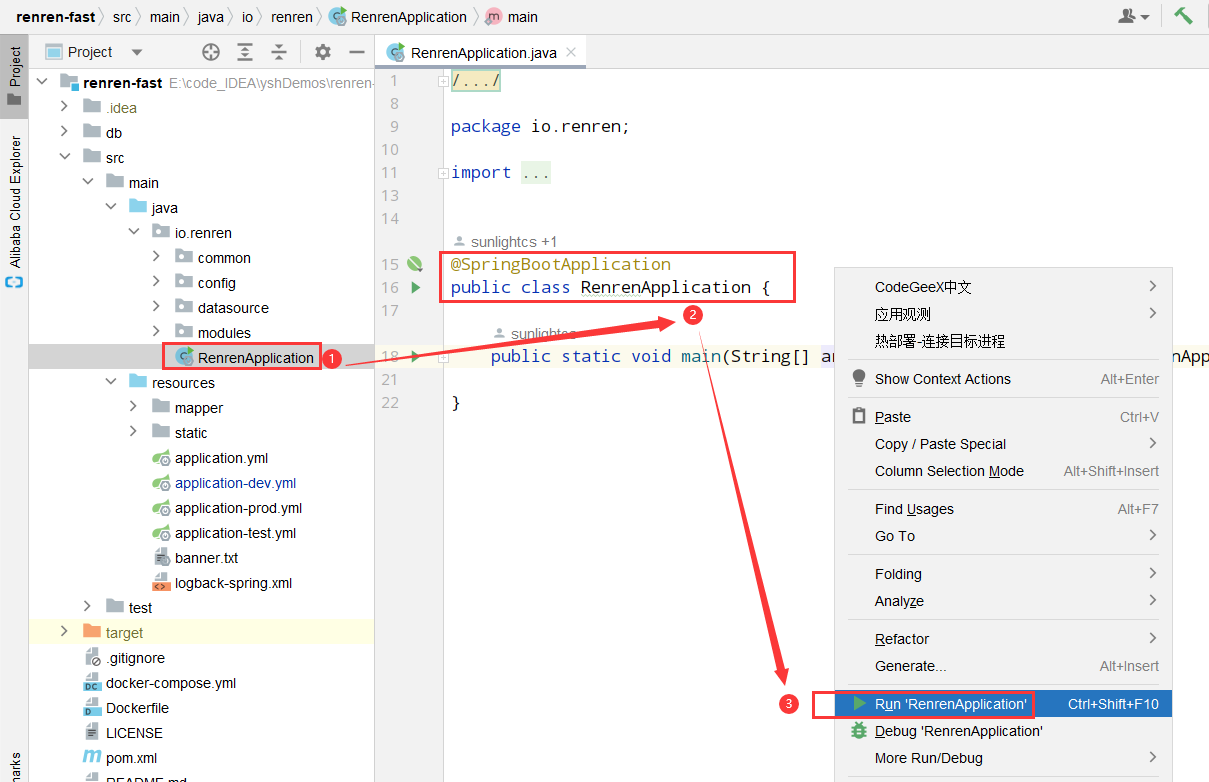 renren-fast src main java io renren RenrenApplication main
Project
RenrenApplication.java
Project
Alibaba Cloud Explorer
renren-fast E:\code_IDEA\yshDemos\renren-
.idea
db
src
main
java
io.renren
common
config
datasource
modules
RenrenApplication
resources
mapper
static
application.yml
application-dev.yml
application-prod.yml
application-test.yml
banner.txt
logback-spring.xml
test
target
.gitignore
docker-compose.yml
Dockerfile
LICENSE
pom.xml
README.md
1 /.../
8
9 package io.renren;
10
11 import ...
13
14
sunlightcs +1
15 @SpringBootApplication
16 public class RenrenApplication {
17
sunlightcs
18 public static void main(String[] ar
21
22 }
1
2
3
CodeGeeX中文
应用观测
热部署-连接目标进程
Show Context Actions Alt+Enter
Paste Ctrl+V
Copy / Paste Special
Column Selection Mode Alt+Shift+Insert
Find Usages Alt+F7
Go To
Folding
Analyze
Refactor
Generate... Alt+Insert
Run 'RenrenApplication' Ctrl+Shift+F10
Debug 'RenrenApplication'
More Run/Debug